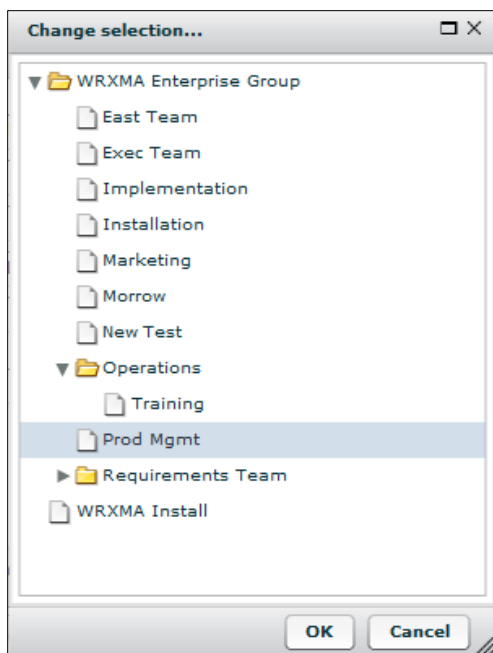 Change selection...
WRXMA Enterprise Group
East Team
Exec Team
Implementation
Installation
Marketing
Morrow
New Test
Operations
Training
Prod Mgmt
Requirements Team
WRXMA Install
OK Cancel